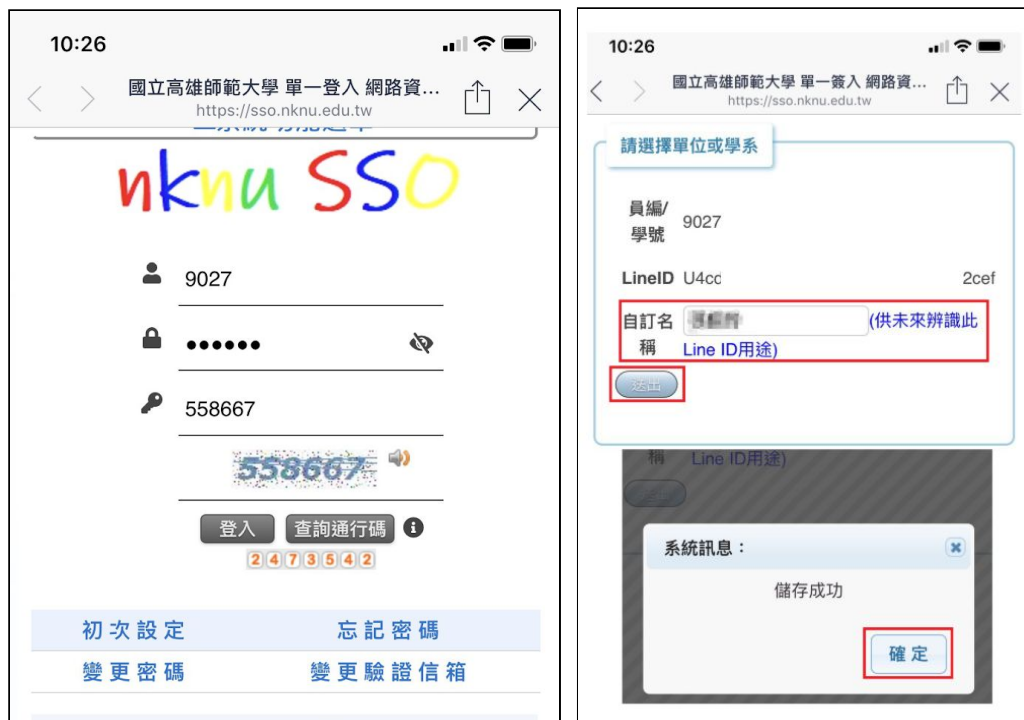 10:26
國立高雄師範大學 單一登入 網路資...
https://sso.nknu.edu.tw
nknu SSO
9027
••••••
558667
558667
登入 查詢通行碼
2473542
初次設定 忘記密碼
變更密碼 變更驗證信箱
10:26
國立高雄師範大學 單一簽入 網路資...
https://sso.nknu.edu.tw
請選擇單位或學系
員編/
學號 9027
LineID U4cc 2cef
自訂名 (供未來辨識此
稱 Line ID用途)
送出
稱 Line ID用途)
系統訊息：
儲存成功
確定